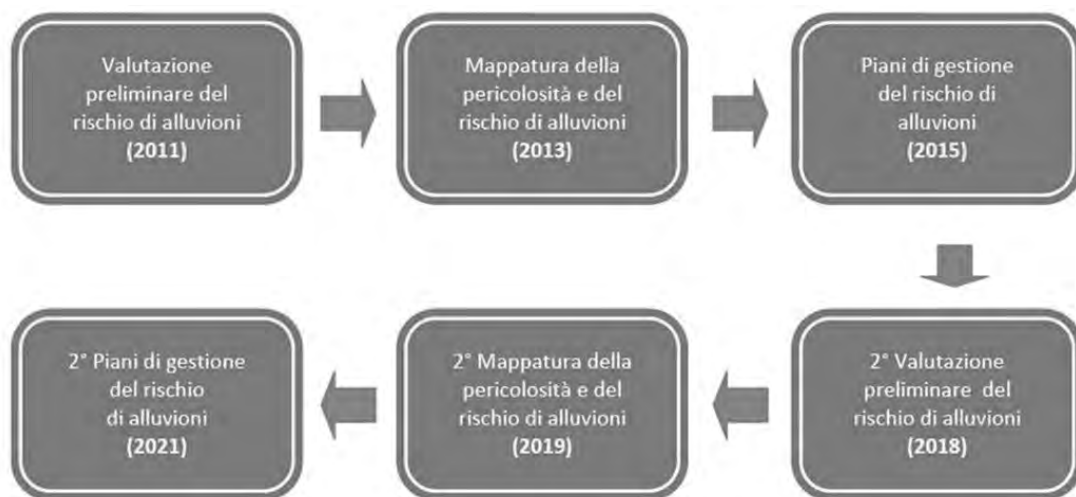 Valutazione
preliminare del
rischio di alluvioni
(2011)
Mappatura della
pericolosità e del
rischio di alluvioni
(2013)
Piani di gestione
del rischio di
alluvioni
(2015)
2° Valutazione
preliminare del
rischio di alluvioni
(2018)
2° Mappatura della
pericolosità e del
rischio di alluvioni
(2019)
2° Piani di gestione
del rischio
di alluvioni
(2021)